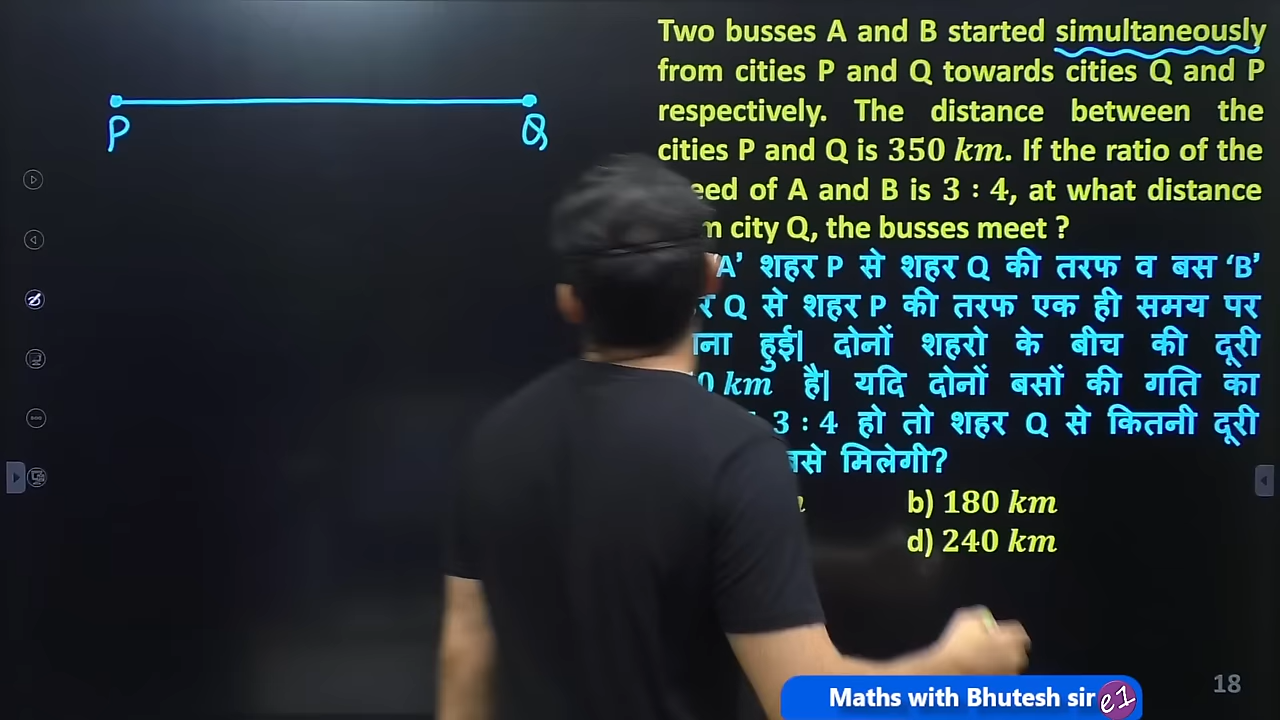 P
Q
Two busses A and B started simultaneously
from cities P and Q towards cities Q and P
respectively. The distance between the
cities P and Q is 350 km. If the ratio of the
of A and B is 3 : 4, at what distance
city Q, the busses meet ?
‘A’ शहर P से शहर Q की तरफ व बस ‘B’
Q से शहर P की तरफ एक ही समय पर
हुई| दोनों शहरो के बीच की दूरी
km है| यदि दोनों बसों की गति का
3 : 4 हो तो शहर Q से कितनी दूरी
मिलेगी?
b) 180 km
d) 240 km
18
Maths with Bhutesh sir e1